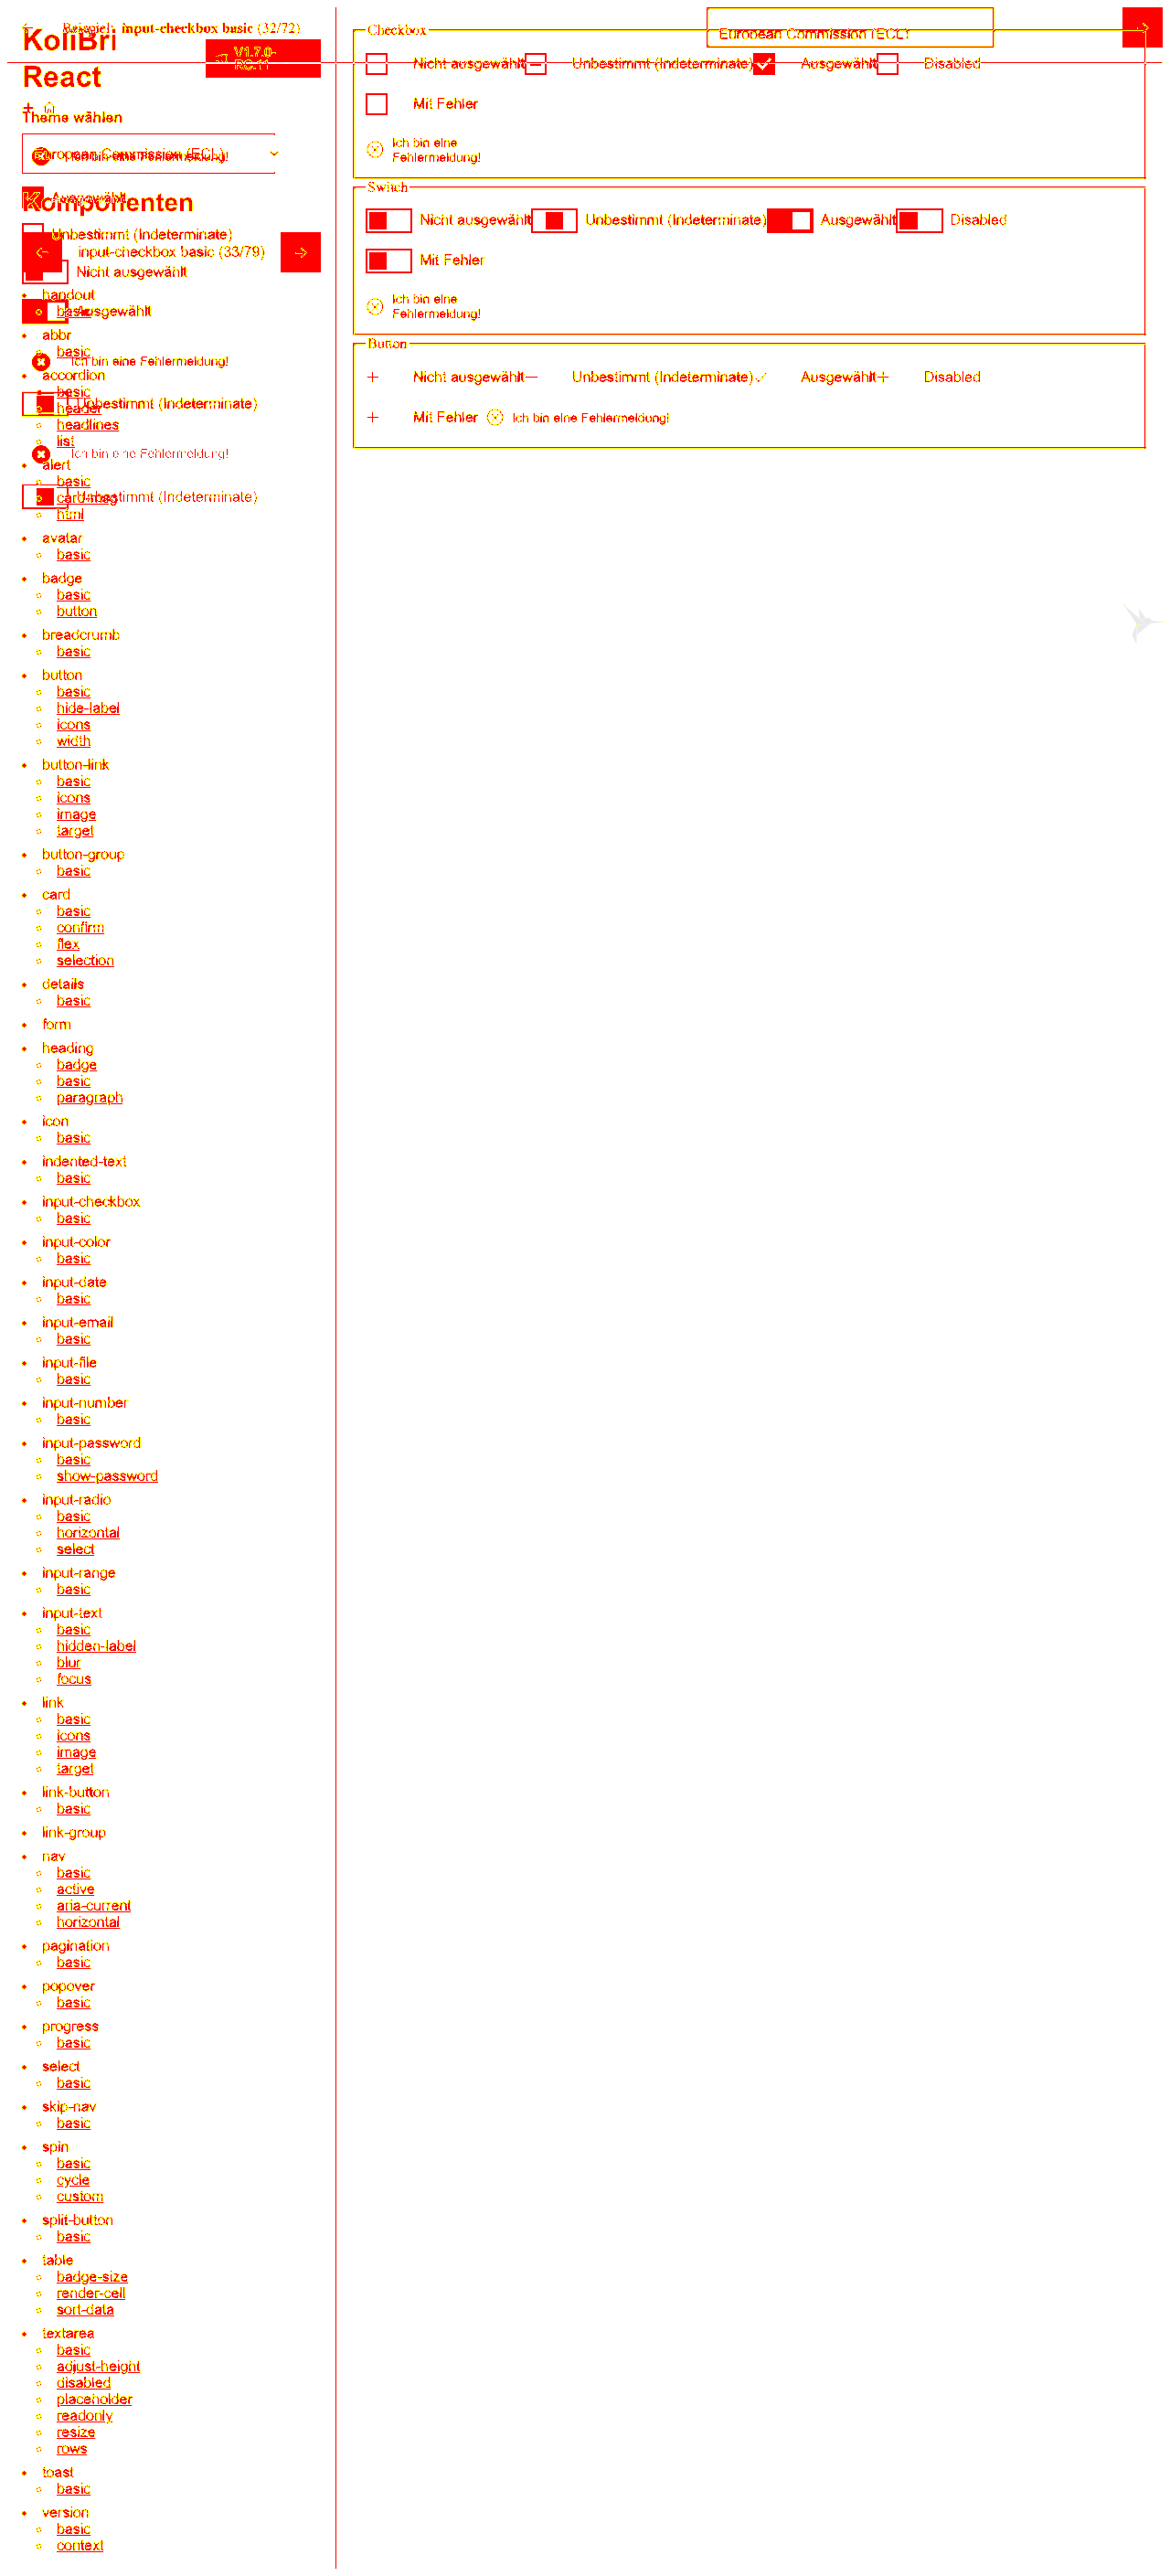 Beispiel: input-checkbox basic (32/72)
KoliBri
React
V1.7.0-
RC.11
Theme wählen
European Commission (ECL)
Ich bin eine Fehlermeldung!
Ausgewählt
Komponenten
Unbestimmt (Indeterminate)
input-checkbox basic (33/79)
Nicht ausgewählt
handout
basic
Ausgewählt
abbr
basic
Ich bin eine Fehlermeldung!
accordion
basic
Unbestimmt (Indeterminate)
header
headlines
list
Ich bin eine Fehlermeldung!
alert
basic
card-msg
Unbestimmt (Indeterminate)
html
avatar
basic
badge
basic
button
breadcrumb
basic
button
basic
hide-label
icons
width
button-link
basic
icons
image
target
button-group
basic
card
basic
confirm
flex
selection
details
basic
form
heading
badge
basic
paragraph
icon
basic
indented-text
basic
input-checkbox
basic
input-color
basic
input-date
basic
input-email
basic
input-file
basic
input-number
basic
input-password
basic
show-password
input-radio
basic
horizontal
select
input-range
basic
input-text
basic
hidden-label
blur
focus
link
basic
icons
image
target
link-button
basic
link-group
nav
basic
active
aria-current
horizontal
pagination
basic
popover
basic
progress
basic
select
basic
skip-nav
basic
spin
basic
cycle
custom
split-button
basic
table
badge-size
render-cell
sort-data
textarea
basic
adjust-height
disabled
placeholder
readonly
resize
rows
toast
basic
version
basic
context
European Commission (ECL)
Checkbox
Nicht ausgewählt Unbestimmt (Indeterminate) Ausgewählt Disabled
Mit Fehler
Ich bin eine
Fehlermeldung!
Switch
Nicht ausgewählt Unbestimmt (Indeterminate) Ausgewählt Disabled
Mit Fehler
Ich bin eine
Fehlermeldung!
Button
Nicht ausgewählt Unbestimmt (Indeterminate) Ausgewählt Disabled
Mit Fehler Ich bin eine Fehlermeldung!